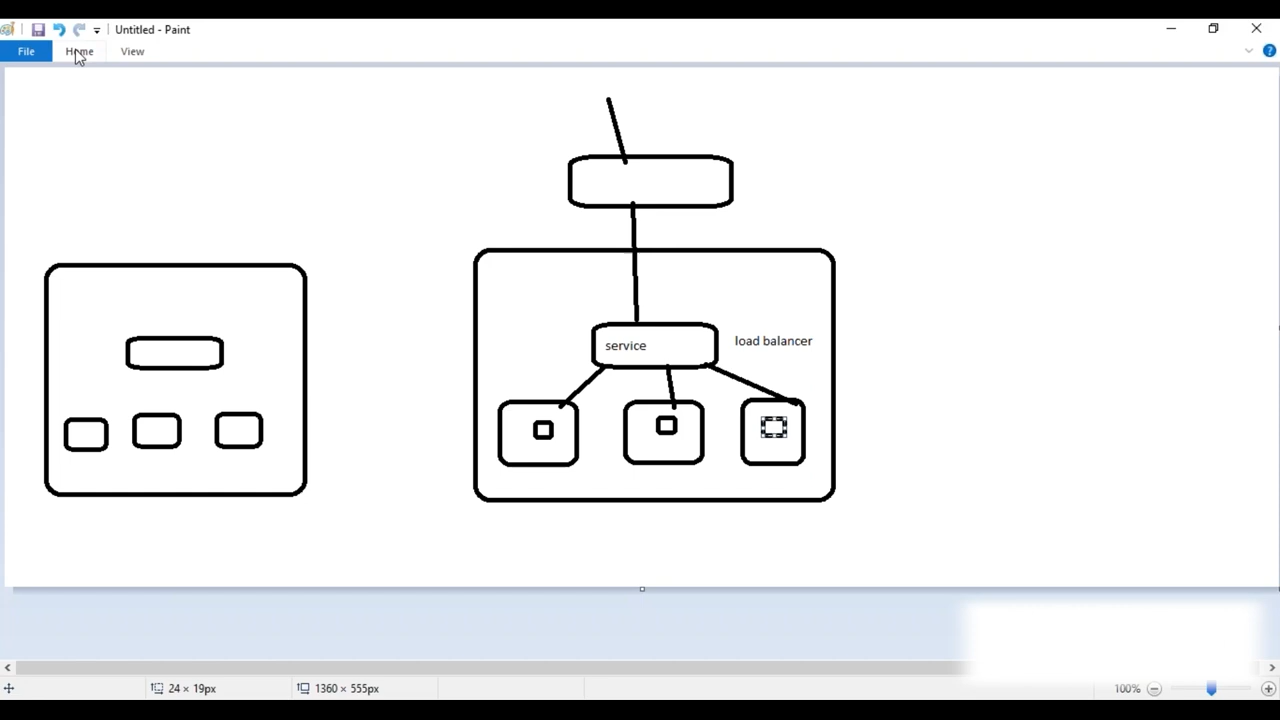 Untitled - Paint
File Home View
service
load balancer
24 × 19px
1360 × 555px
100%